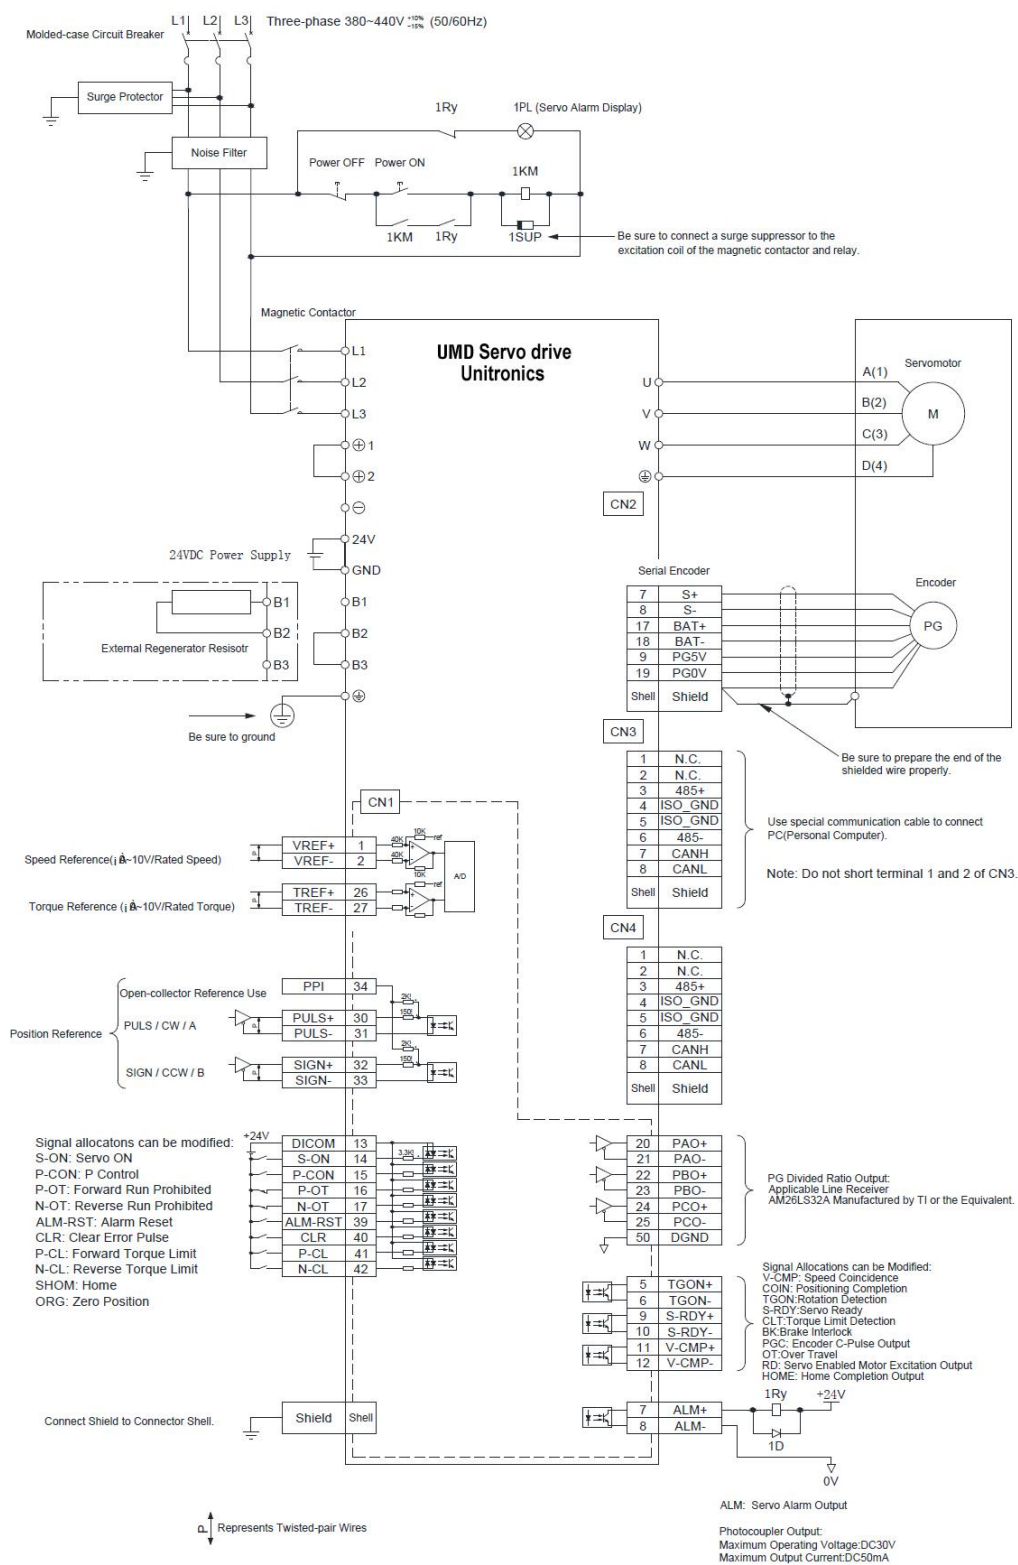 L1 L2 L3 Three-phase 380~440V +10% -15% (50/60Hz)
Molded-case Circuit Breaker
Surge Protector
1Ry 1PL (Servo Alarm Display)
Noise Filter
Power OFF Power ON
1KM
1KM 1Ry 1SUP
Be sure to connect a surge suppressor to the
excitation coil of the magnetic contactor and relay.
Magnetic Contactor
UMD Servo drive
Unitronics
L1
L2
L3
1
2
24V
24VDC Power Supply
GND
B1
B2
B3
B1
B2
External Regenerator Resisotr
B3
Be sure to ground
U
V
W
A(1)
B(2)
C(3)
D(4)
Servomotor
M
CN2
Serial Encoder
7 S+
8 S-
17 BAT+
18 BAT-
9 PG5V
19 PG0V
Shell Shield
Encoder
PG
Be sure to prepare the end of the
shielded wire properly.
CN3
1 N.C.
2 N.C.
3 485+
4 ISO_GND
5 ISO_GND
6 485-
7 CANH
8 CANL
Shell Shield
Use special communication cable to connect
PC(Personal Computer).
Note: Do not short terminal 1 and 2 of CN3.
CN4
1 N.C.
2 N.C.
3 485+
4 ISO_GND
5 ISO_GND
6 485-
7 CANH
8 CANL
Shell Shield
CN1
Speed Reference( ~10V/Rated Speed)
P
VREF+ 1
VREF- 2
40K
40K
10K
ref
10K
A/D
Torque Reference ( ~10V/Rated Torque)
P
TREF+ 26
TREF- 27
ref
Position Reference
Open-collector Reference Use
PPI 34
PULS / CW / A
P
PULS+ 30
PULS- 31
SIGN / CCW / B
P
SIGN+ 32
SIGN- 33
+24V
Signal allocatons can be modified:
S-ON: Servo ON
P-CON: P Control
P-OT: Forward Run Prohibited
N-OT: Reverse Run Prohibited
ALM-RST: Alarm Reset
CLR: Clear Error Pulse
P-CL: Forward Torque Limit
N-CL: Reverse Torque Limit
SHOM: Home
ORG: Zero Position
DICOM 13
S-ON 14
P-CON 15
P-OT 16
N-OT 17
ALM-RST 39
CLR 40
P-CL 41
N-CL 42
20 PAO+
21 PAO-
22 PBO+
23 PBO-
24 PCO+
25 PCO-
50 DGND
PG Divided Ratio Output:
Applicable Line Receiver
AM26LS32A Manufactured by TI or the Equivalent.
5 TGON+
6 TGON-
9 S-RDY+
10 S-RDY-
11 V-CMP+
12 V-CMP-
Signal Allocations can be Modified:
V-CMP: Speed Coincidence
COIN: Positioning Completion
TGON:Rotation Detection
S-RDY:Servo Ready
CLT:Torque Limit Detection
BK:Brake Interlock
PGC: Encoder C-Pulse Output
OT:Over Travel
RD: Servo Enabled Motor Excitation Output
HOME: Home Completion Output
Connect Shield to Connector Shell.
Shield Shell
7 ALM+
8 ALM-
1Ry +24V
1D
0V
ALM: Servo Alarm Output
P Represents Twisted-pair Wires
Photocoupler Output:
Maximum Operating Voltage:DC30V
Maximum Output Current:DC50mA